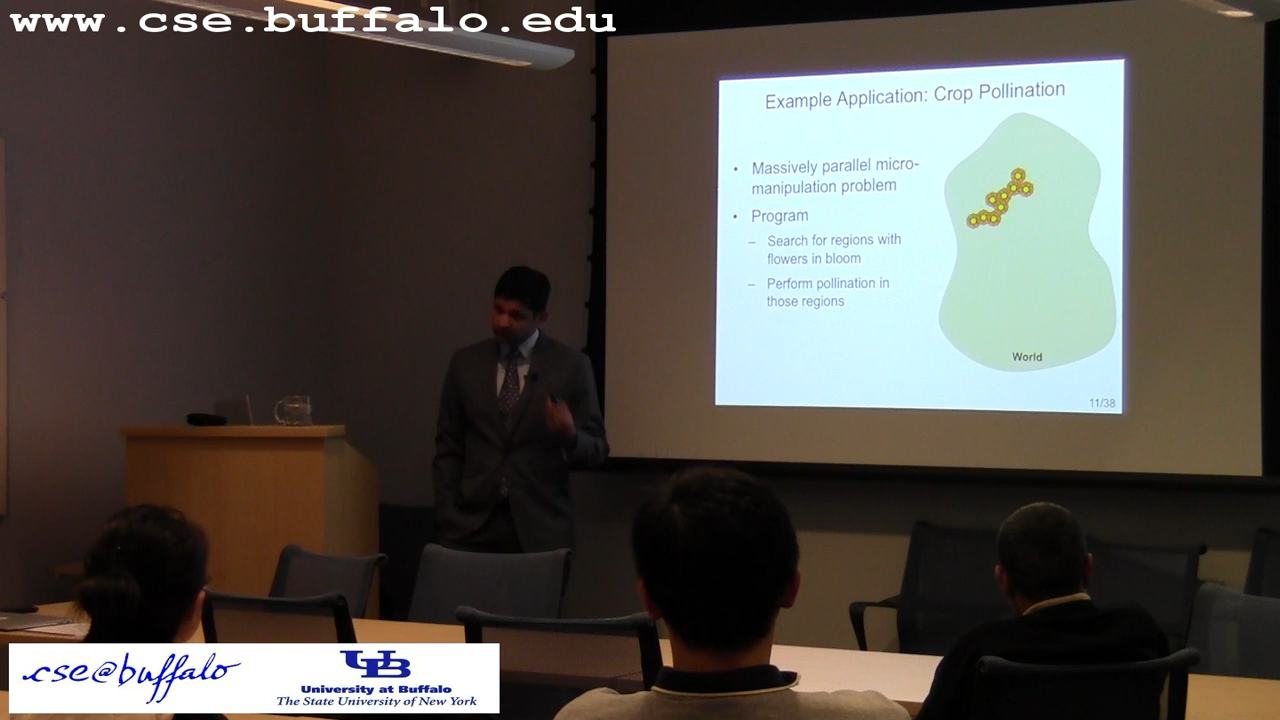 www.cse.buffalo.edu
Example Application: Crop Pollination
• Massively parallel micro-
manipulation problem
• Program
– Search for regions with
flowers in bloom
– Perform pollination in
those regions
World
11/38
cse@buffalo
UB
University at Buffalo
The State University of New York